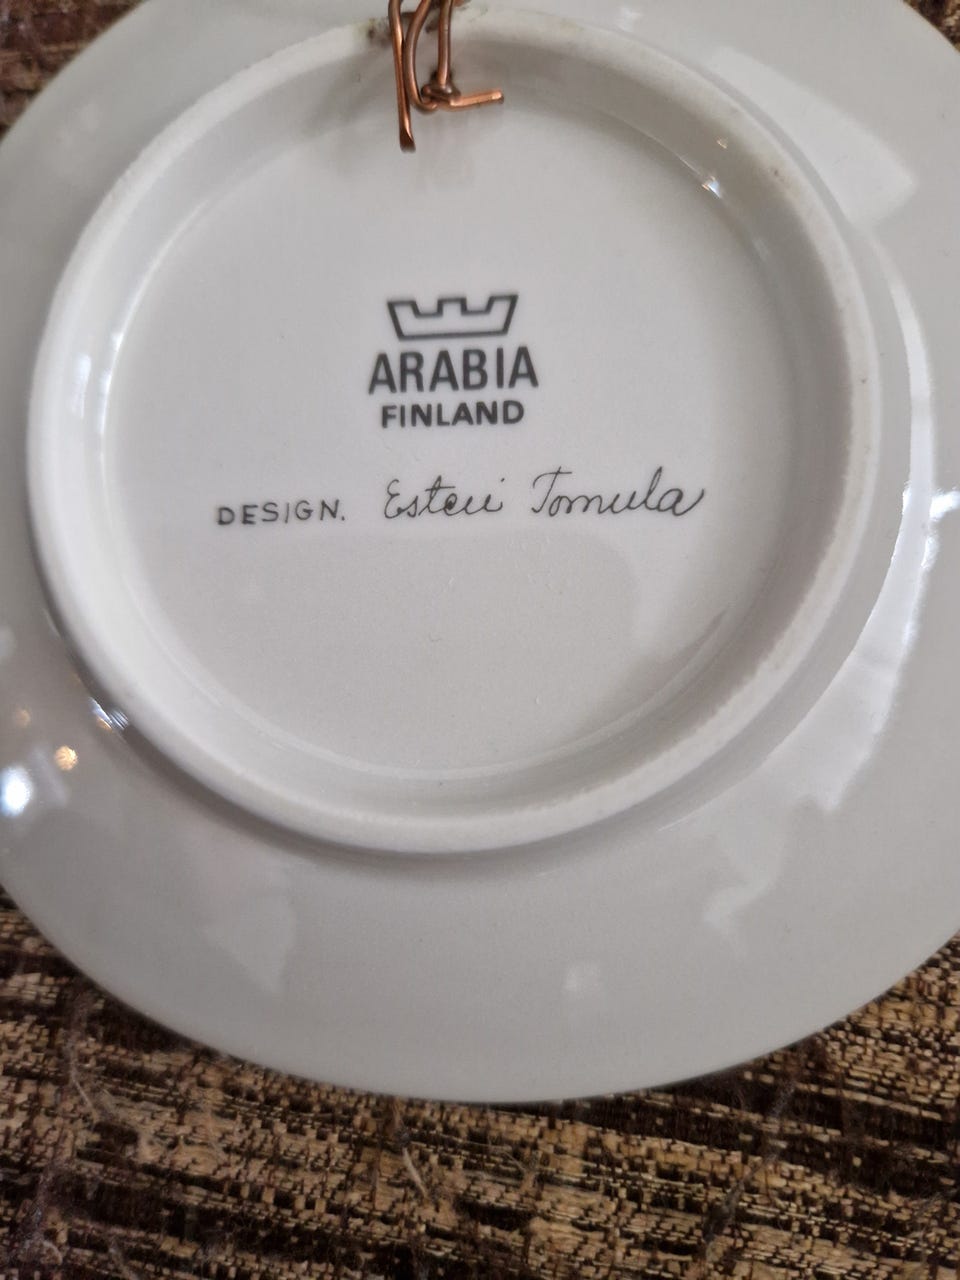 ARABIA
FINLAND
DESIGN. Esteri Tomula